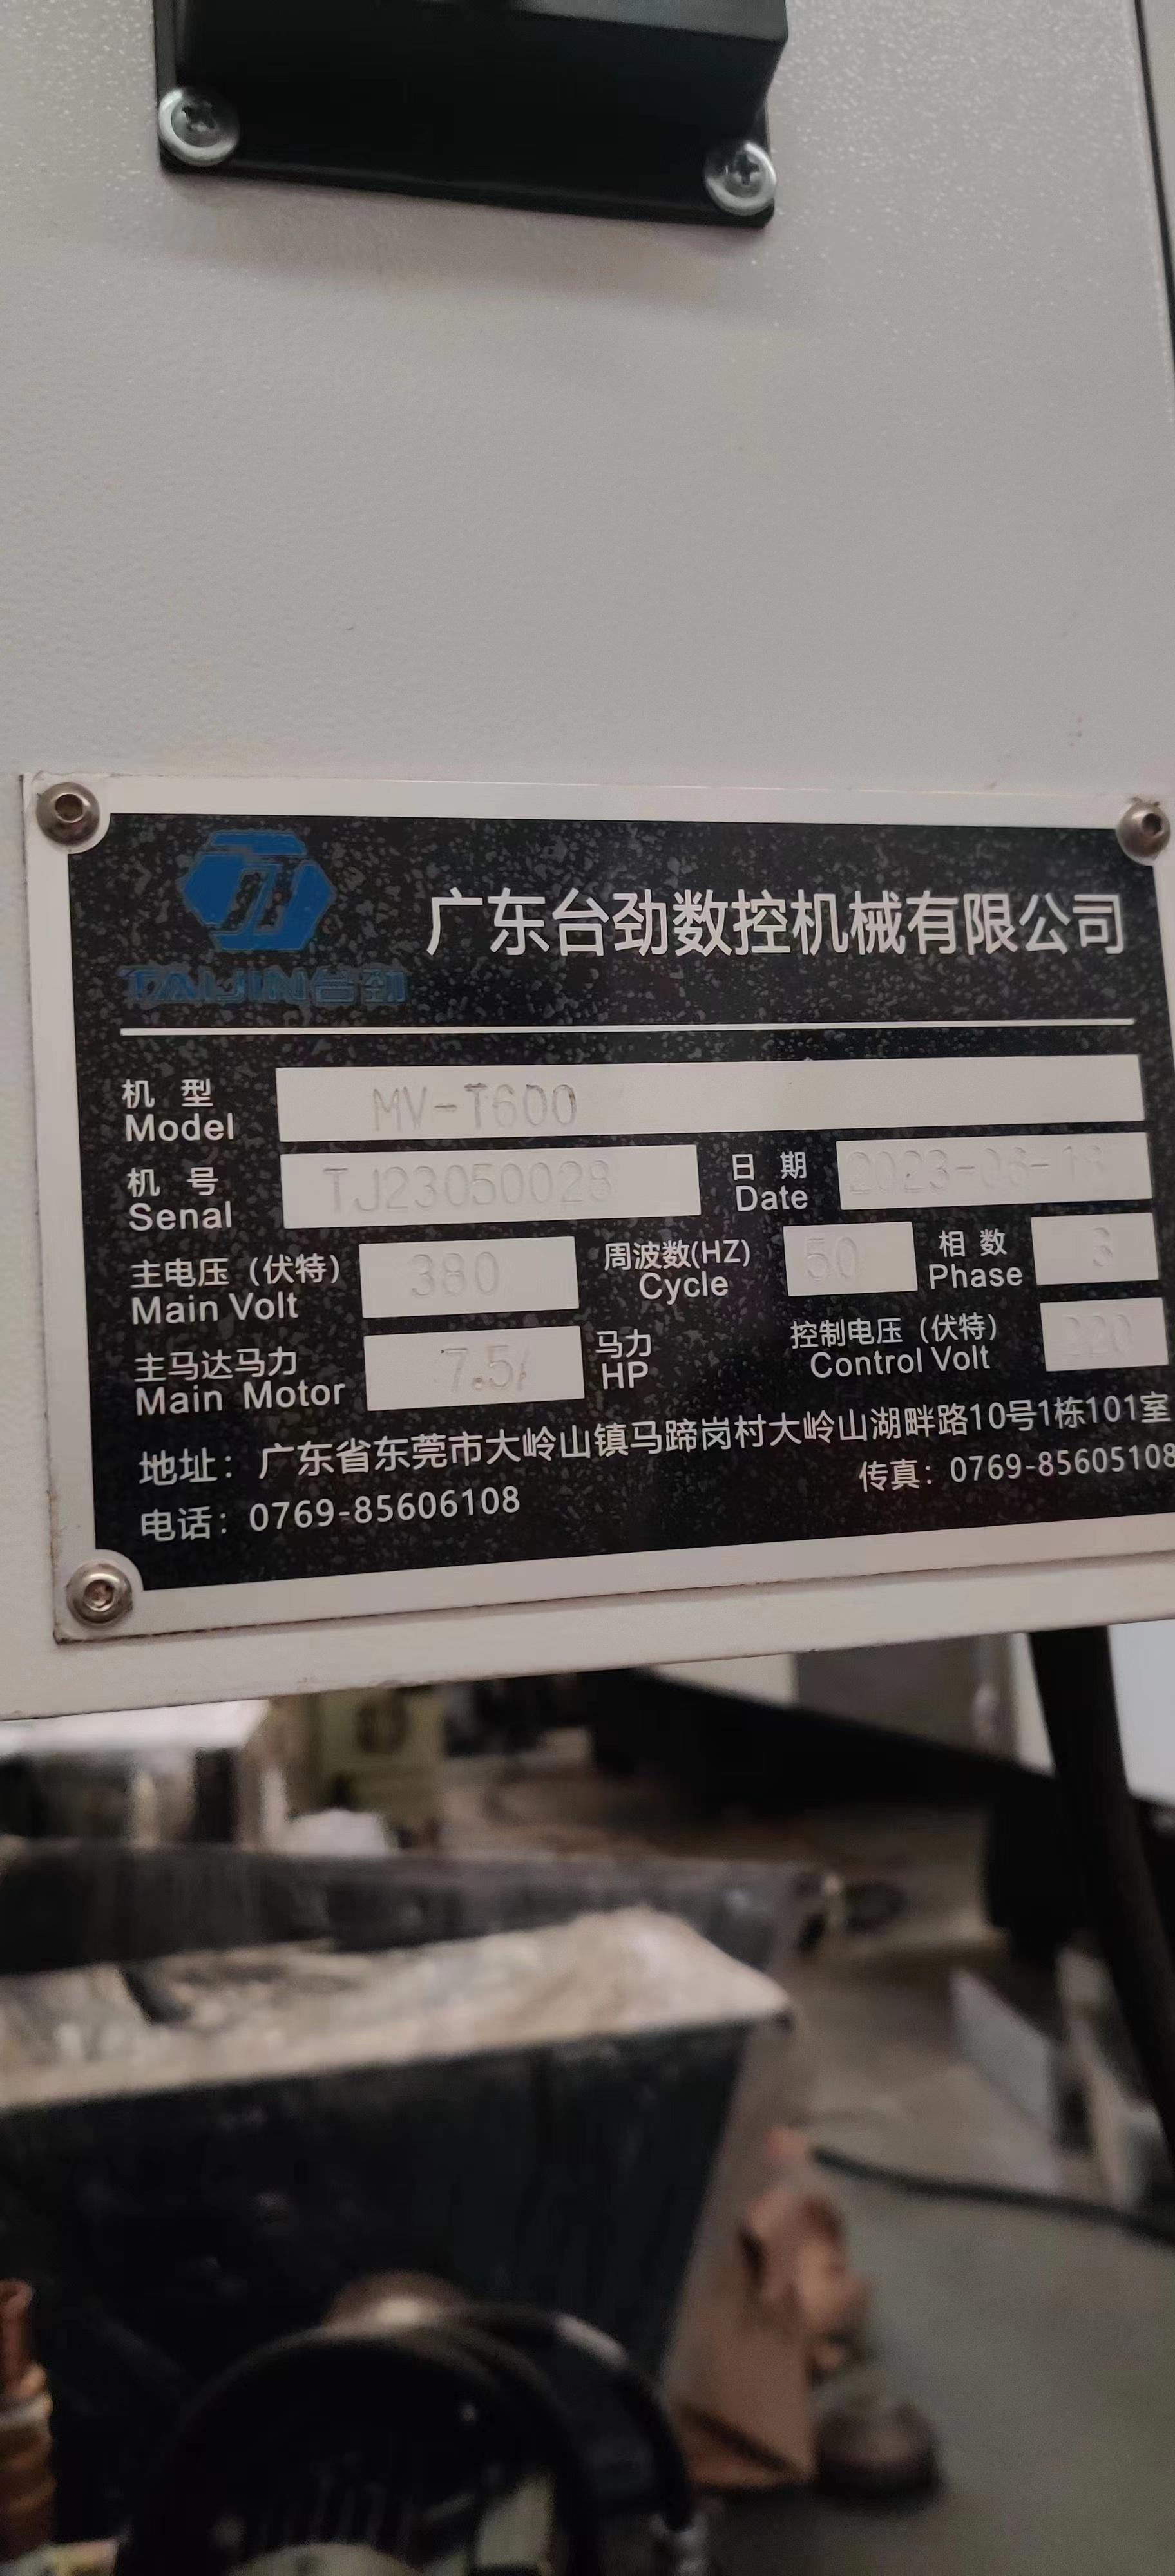 TAIJIN台劲
广东台劲数控机械有限公司
机 型 MV-T600
Model
机 号 TJ23050028 日 期
Senal Date
主电压（伏特） 380 周波数(HZ) 50 相 数 3
Main Volt Cycle Phase
主马达马力 7.5/ 马力 控制电压（伏特） 220
Main Motor HP Control Volt
地址：广东省东莞市大岭山镇马蹄岗村大岭山湖畔路10号1栋101室
电话：0769-85606108 传真：0769-85605108